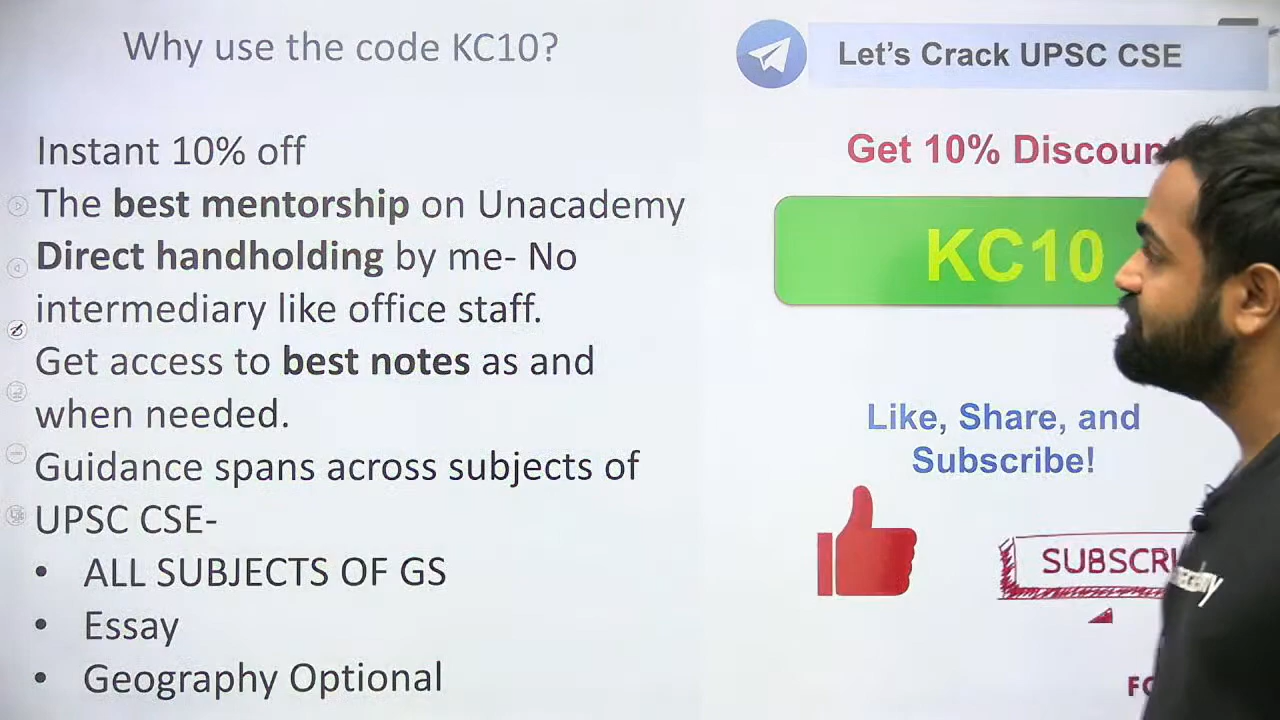 Why use the code KC10?
Instant 10% off
The best mentorship on Unacademy
Direct handholding by me- No
intermediary like office staff.
Get access to best notes as and
when needed.
Guidance spans across subjects of
UPSC CSE-
• ALL SUBJECTS OF GS
• Essay
• Geography Optional
Let's Crack UPSC CSE
Get 10% Discount
KC10
Like, Share, and
Subscribe!